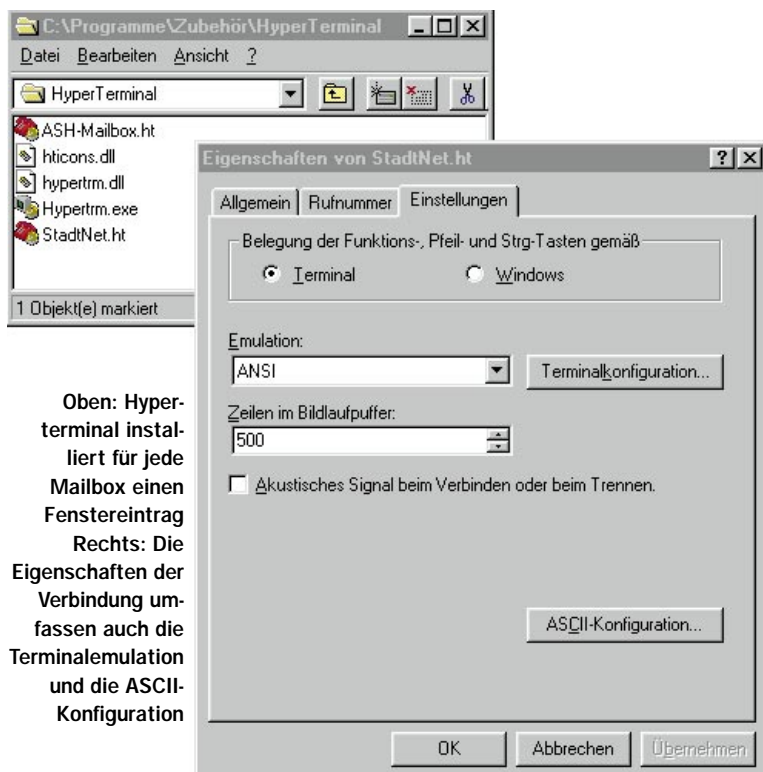 C:\Programme\Zubehör\HyperTerminal
Datei Bearbeiten Ansicht ?
HyperTerminal
ASH-Mailbox.ht
hticons.dll
hypertrm.dll
Hypertrm.exe
StadtNet.ht
1 Objekt(e) markiert
Eigenschaften von StadtNet.ht
Allgemein Rufnummer Einstellungen
Belegung der Funktions-, Pfeil- und Strg-Tasten gemäß
Terminal Windows
Emulation:
ANSI Terminalkonfiguration...
Zeilen im Bildlaufpuffer:
500
Akustisches Signal beim Verbinden oder beim Trennen.
ASCII-Konfiguration...
OK Abbrechen Übernehmen
Oben: Hyper-
terminal instal-
liert für jede
Mailbox einen
Fenstereintrag
Rechts: Die
Eigenschaften der
Verbindung um-
fassen auch die
Terminalemulation
und die ASCII-
Konfiguration